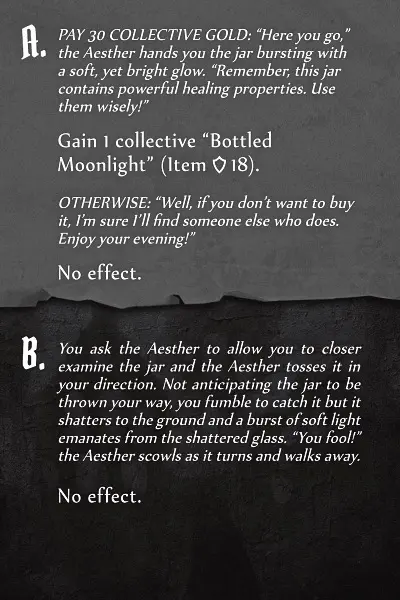 A. PAY 30 COLLECTIVE GOLD: “Here you go,”
the Aesther hands you the jar bursting with
a soft, yet bright glow. “Remember, this jar
contains powerful healing properties. Use
them wisely!”
Gain 1 collective “Bottled
Moonlight” (Item 18).
OTHERWISE: “Well, if you don’t want to buy
it, I’m sure I’ll find someone else who does.
Enjoy your evening!”
No effect.
B. You ask the Aesther to allow you to closer
examine the jar and the Aesther tosses it in
your direction. Not anticipating the jar to be
thrown your way, you fumble to catch it but it
shatters to the ground and a burst of soft light
emanates from the shattered glass. “You fool!”
the Aesther scowls as it turns and walks away.
No effect.